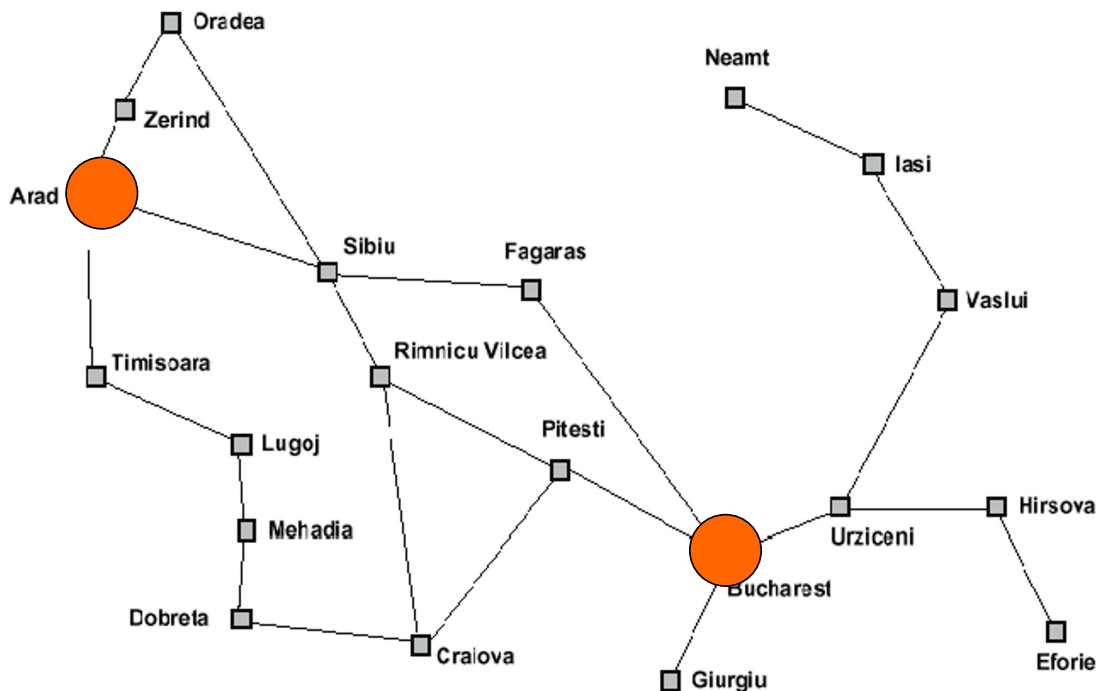 Oradea
Neamt
Zerind
Iasi
Arad
Sibiu
Fagaras
Vaslui
Rimnicu Vilcea
Timisoara
Pitesti
Lugoj
Hirsova
Mehadia
Urziceni
Bucharest
Dobreta
Craiova
Eforie
Giurgiu